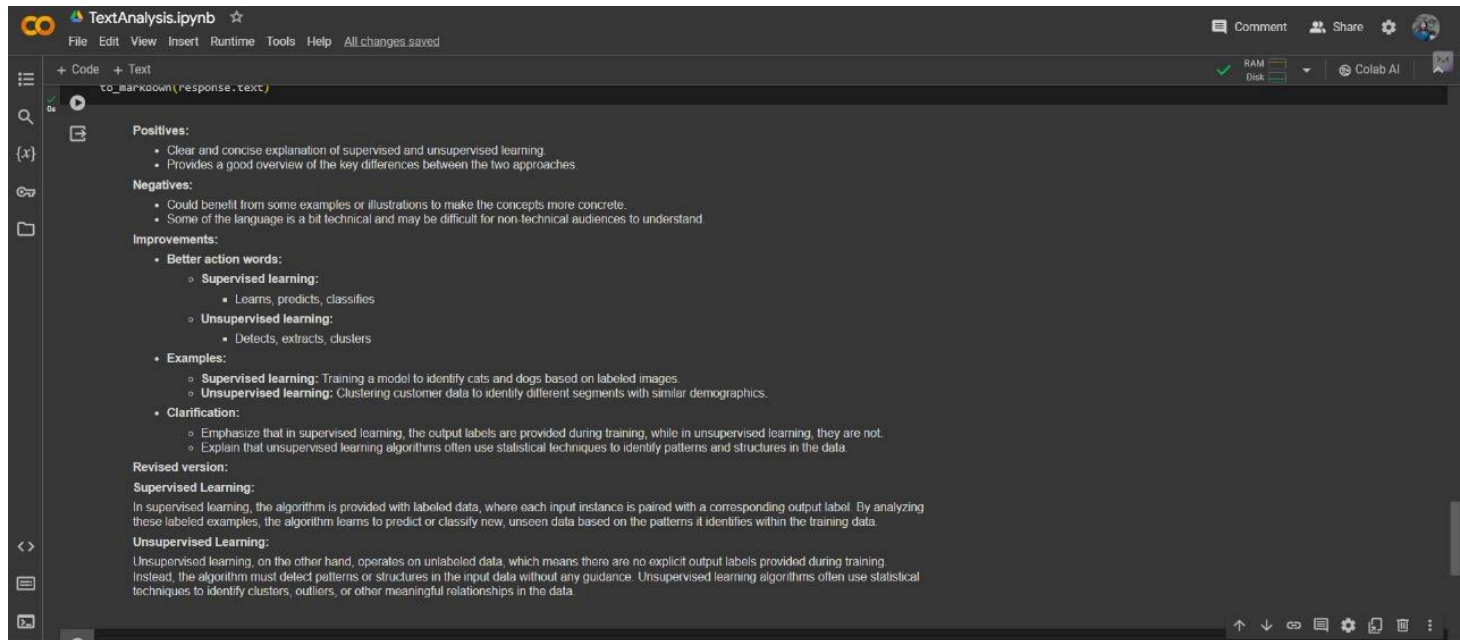 TextAnalysis.ipynb
Comment
Share
File Edit View Insert Runtime Tools Help All changes saved
+ Code + Text
RAM
Disk
Colab AI
to_markdown(response.text)
0s
{x}
Positives:
• Clear and concise explanation of supervised and unsupervised learning.
• Provides a good overview of the key differences between the two approaches.
Negatives:
• Could benefit from some examples or illustrations to make the concepts more concrete.
• Some of the language is a bit technical and may be difficult for non-technical audiences to understand.
Improvements:
• Better action words:
◦ Supervised learning:
▪ Learns, predicts, classifies
◦ Unsupervised learning:
▪ Detects, extracts, clusters
• Examples:
◦ Supervised learning: Training a model to identify cats and dogs based on labeled images.
◦ Unsupervised learning: Clustering customer data to identify different segments with similar demographics.
• Clarification:
◦ Emphasize that in supervised learning, the output labels are provided during training, while in unsupervised learning, they are not.
◦ Explain that unsupervised learning algorithms often use statistical techniques to identify patterns and structures in the data.
Revised version:
Supervised Learning:
In supervised learning, the algorithm is provided with labeled data, where each input instance is paired with a corresponding output label. By analyzing
these labeled examples, the algorithm learns to predict or classify new, unseen data based on the patterns it identifies within the training data.
Unsupervised Learning:
Unsupervised learning, on the other hand, operates on unlabeled data, which means there are no explicit output labels provided during training.
Instead, the algorithm must detect patterns or structures in the input data without any guidance. Unsupervised learning algorithms often use statistical
techniques to identify clusters, outliers, or other meaningful relationships in the data.